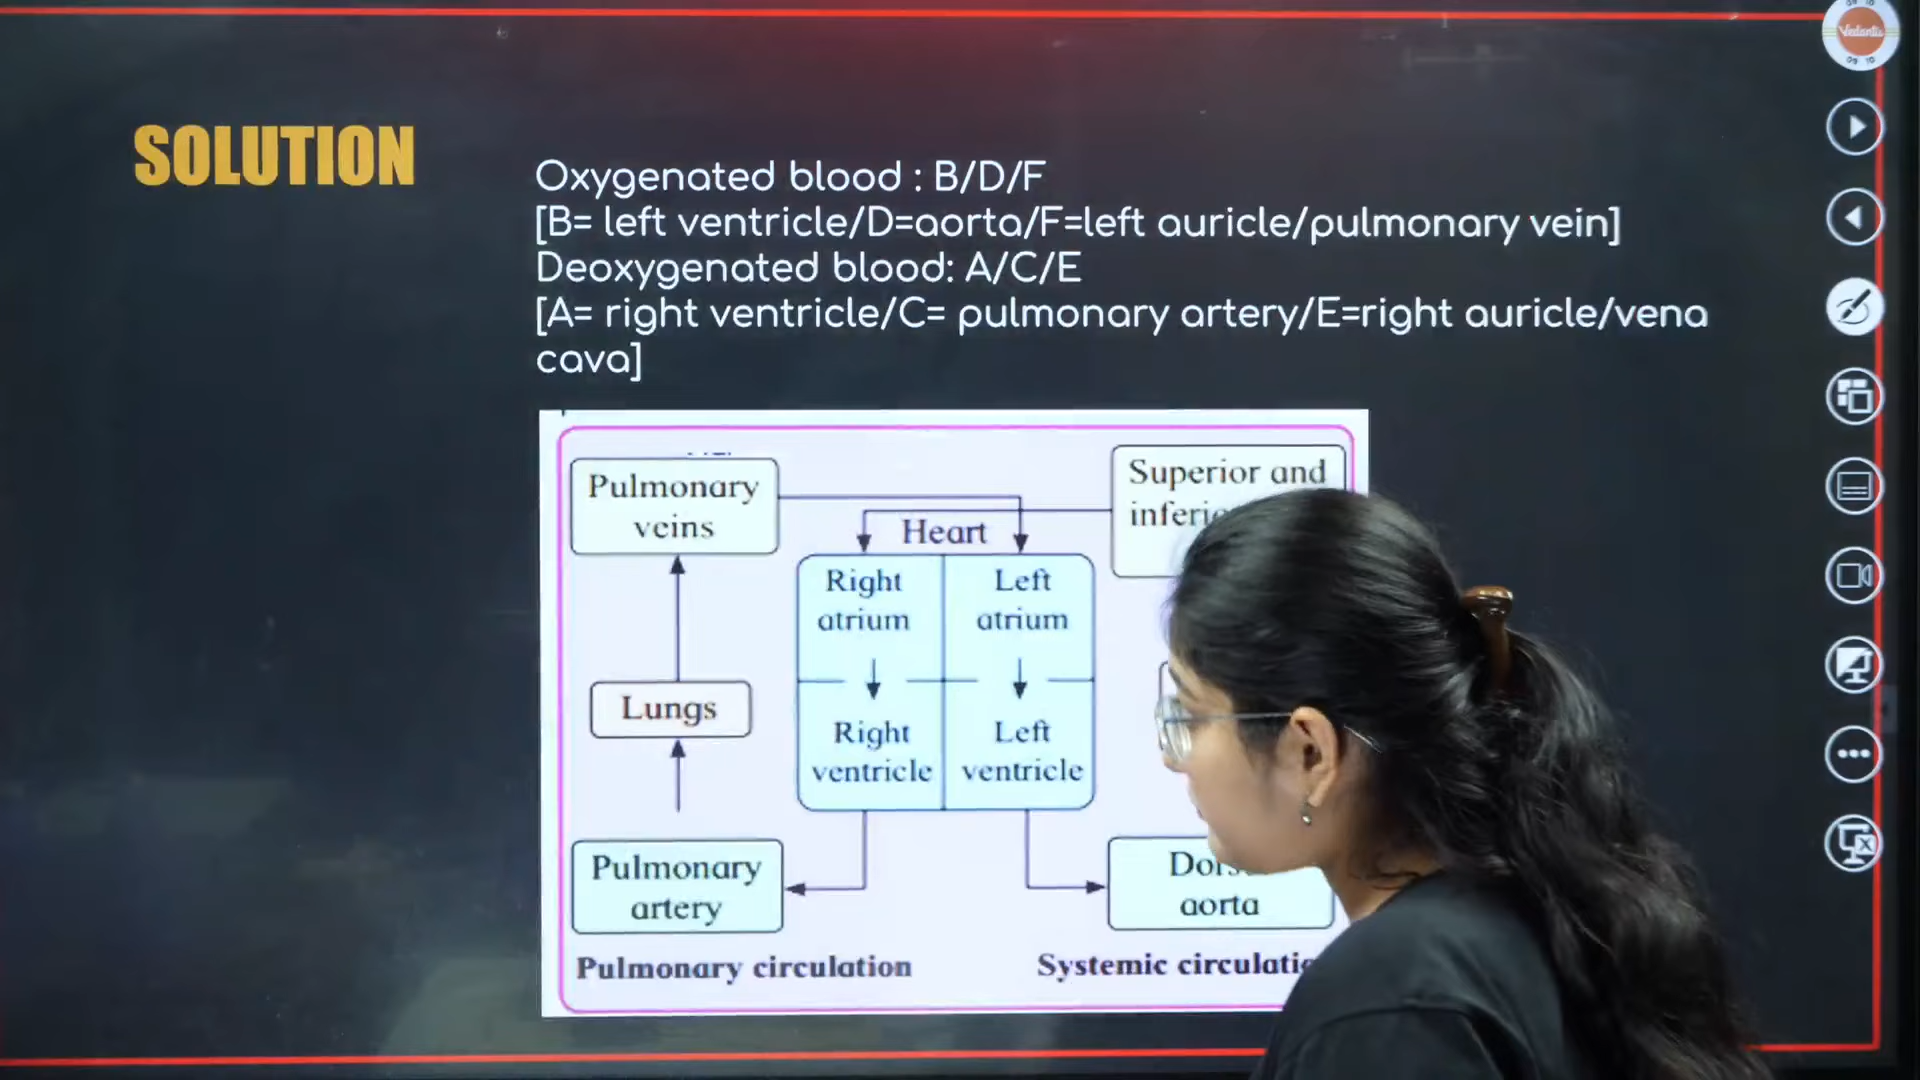 Vedantu
SOLUTION
Oxygenated blood : B/D/F
[B= left ventricle/D=aorta/F=left auricle/pulmonary vein]
Deoxygenated blood: A/C/E
[A= right ventricle/C= pulmonary artery/E=right auricle/vena
cava]
Pulmonary
veins
Superior and
Heart
Right
atrium
Left
atrium
Lungs
Right
ventricle
Left
ventricle
Pulmonary
artery
aorta
Pulmonary circulation
Systemic